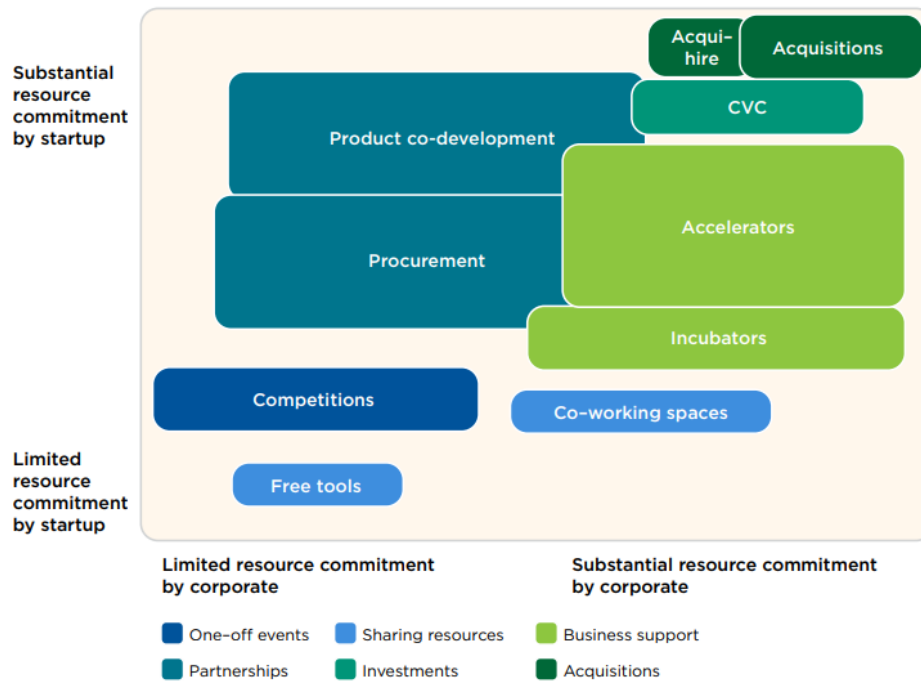 Substantial
resource
commitment
by startup
Acqui–
hire
Acquisitions
CVC
Product co-development
Accelerators
Procurement
Incubators
Competitions
Co–working spaces
Limited
resource
commitment
by startup
Free tools
Limited resource commitment
by corporate
Substantial resource commitment
by corporate
One–off events
Sharing resources
Business support
Partnerships
Investments
Acquisitions